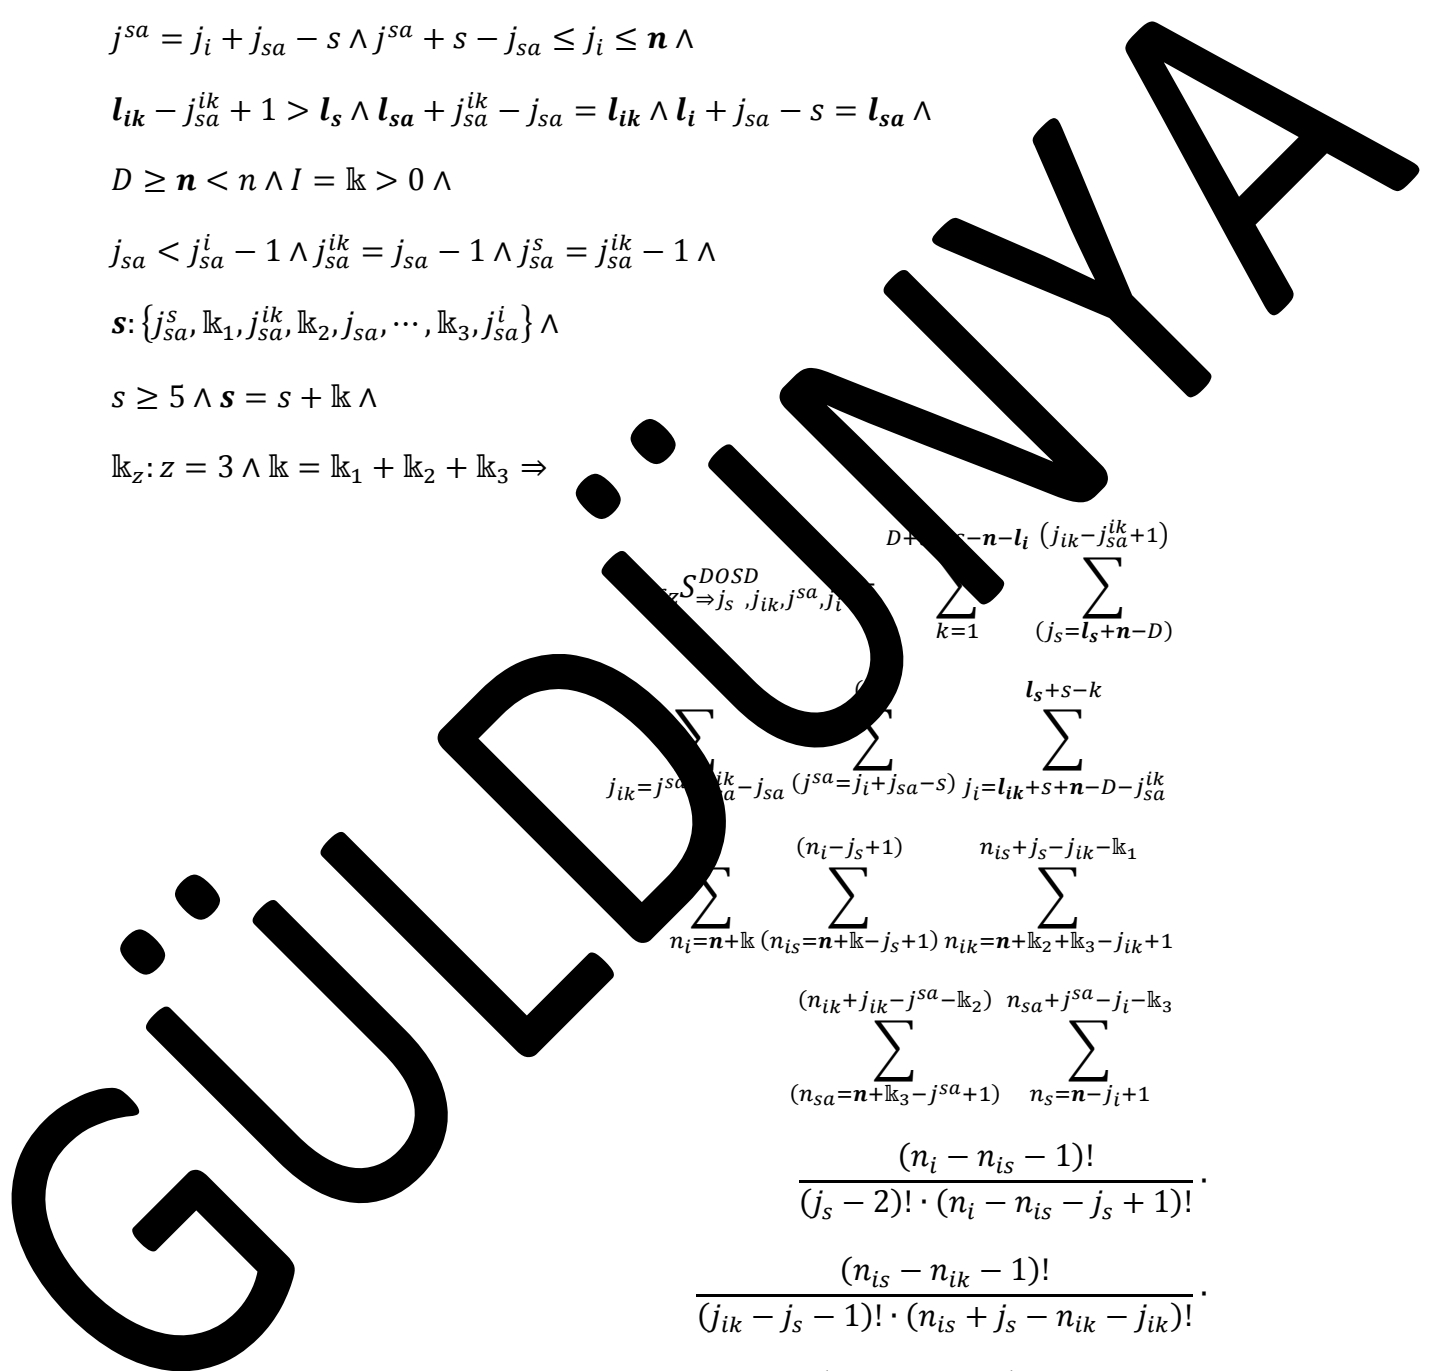 j^{sa} = j_i + j_{sa} − s ∧ j^{sa} + s − j_{sa} ≤ j_i ≤ 𝒏 ∧
𝒍_{𝒊𝒌} − j_{sa}^{ik} + 1 > 𝒍_𝒔 ∧ 𝒍_{𝒔𝒂} + j_{sa}^{ik} − j_{sa} = 𝒍_{𝒊𝒌} ∧ 𝒍_𝒊 + j_{sa} − s = 𝒍_{𝒔𝒂} ∧
D ≥ 𝒏 < n ∧ I = 𝕜 > 0 ∧
j_{sa} < j_{sa}^{i} − 1 ∧ j_{sa}^{ik} = j_{sa} − 1 ∧ j_{sa}^{s} = j_{sa}^{ik} − 1 ∧
𝒔: {j_{sa}^{s}, 𝕜_1, j_{sa}^{ik}, 𝕜_2, j_{sa}, ⋯, 𝕜_3, j_{sa}^{i}} ∧
s ≥ 5 ∧ 𝒔 = s + 𝕜 ∧
𝕜_z: z = 3 ∧ 𝕜 = 𝕜_1 + 𝕜_2 + 𝕜_3 ⇒
S_{⇒j_s, j_{ik}, j^{sa}, j_i}^{DOSD} ∑_{k=1}^{−𝒏−𝒍_𝒊} ∑_{(j_s=𝒍_𝒔+𝒏−D)}^{(j_{ik}−j_{sa}^{ik}+1)}
∑_{j_{ik}=j^{sa} −j_{sa}} ∑_{(j^{sa}=j_i+j_{sa}−s)} ∑_{j_i=𝒍_{𝒊𝒌}+s+𝒏−D−j_{sa}^{ik}}^{𝒍_𝒔+s−k}
∑_{n_i=𝒏+𝕜} ∑_{(n_{is}=𝒏+𝕜−j_s+1)}^{(n_i−j_s+1)} ∑_{n_{ik}=𝒏+𝕜_2+𝕜_3−j_{ik}+1}^{n_{is}+j_s−j_{ik}−𝕜_1}
∑_{(n_{sa}=𝒏+𝕜_3−j^{sa}+1)}^{(n_{ik}+j_{ik}−j^{sa}−𝕜_2)} ∑_{n_s=𝒏−j_i+1}^{n_{sa}+j^{sa}−j_i−𝕜_3}
(n_i − n_{is} − 1)!
(j_s − 2)! · (n_i − n_{is} − j_s + 1)! ·
(n_{is} − n_{ik} − 1)!
(j_{ik} − j_s − 1)! · (n_{is} + j_s − n_{ik} − j_{ik})! ·
GÜLDÜNYA